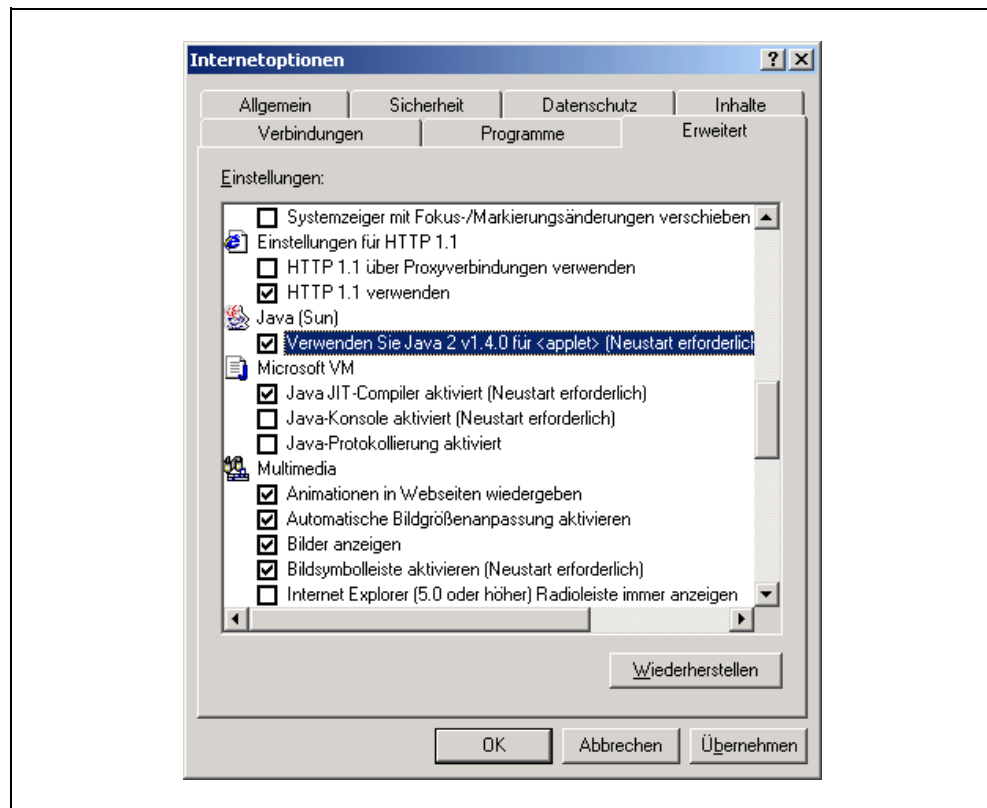 Internetoptionen
Allgemein
Sicherheit
Datenschutz
Inhalte
Verbindungen
Programme
Erweitert
Einstellungen:
Systemzeiger mit Fokus-/Markierungsänderungen verschieben
Einstellungen für HTTP 1.1
HTTP 1.1 über Proxyverbindungen verwenden
HTTP 1.1 verwenden
Java (Sun)
Verwenden Sie Java 2 v1.4.0 für <applet> (Neustart erforderlich
Microsoft VM
Java JIT-Compiler aktiviert (Neustart erforderlich)
Java-Konsole aktiviert (Neustart erforderlich)
Java-Protokollierung aktiviert
Multimedia
Animationen in Webseiten wiedergeben
Automatische Bildgrößenanpassung aktivieren
Bilder anzeigen
Bildsymbolleiste aktivieren (Neustart erforderlich)
Internet Explorer (5.0 oder höher) Radioleiste immer anzeigen
Wiederherstellen
OK
Abbrechen
Übernehmen